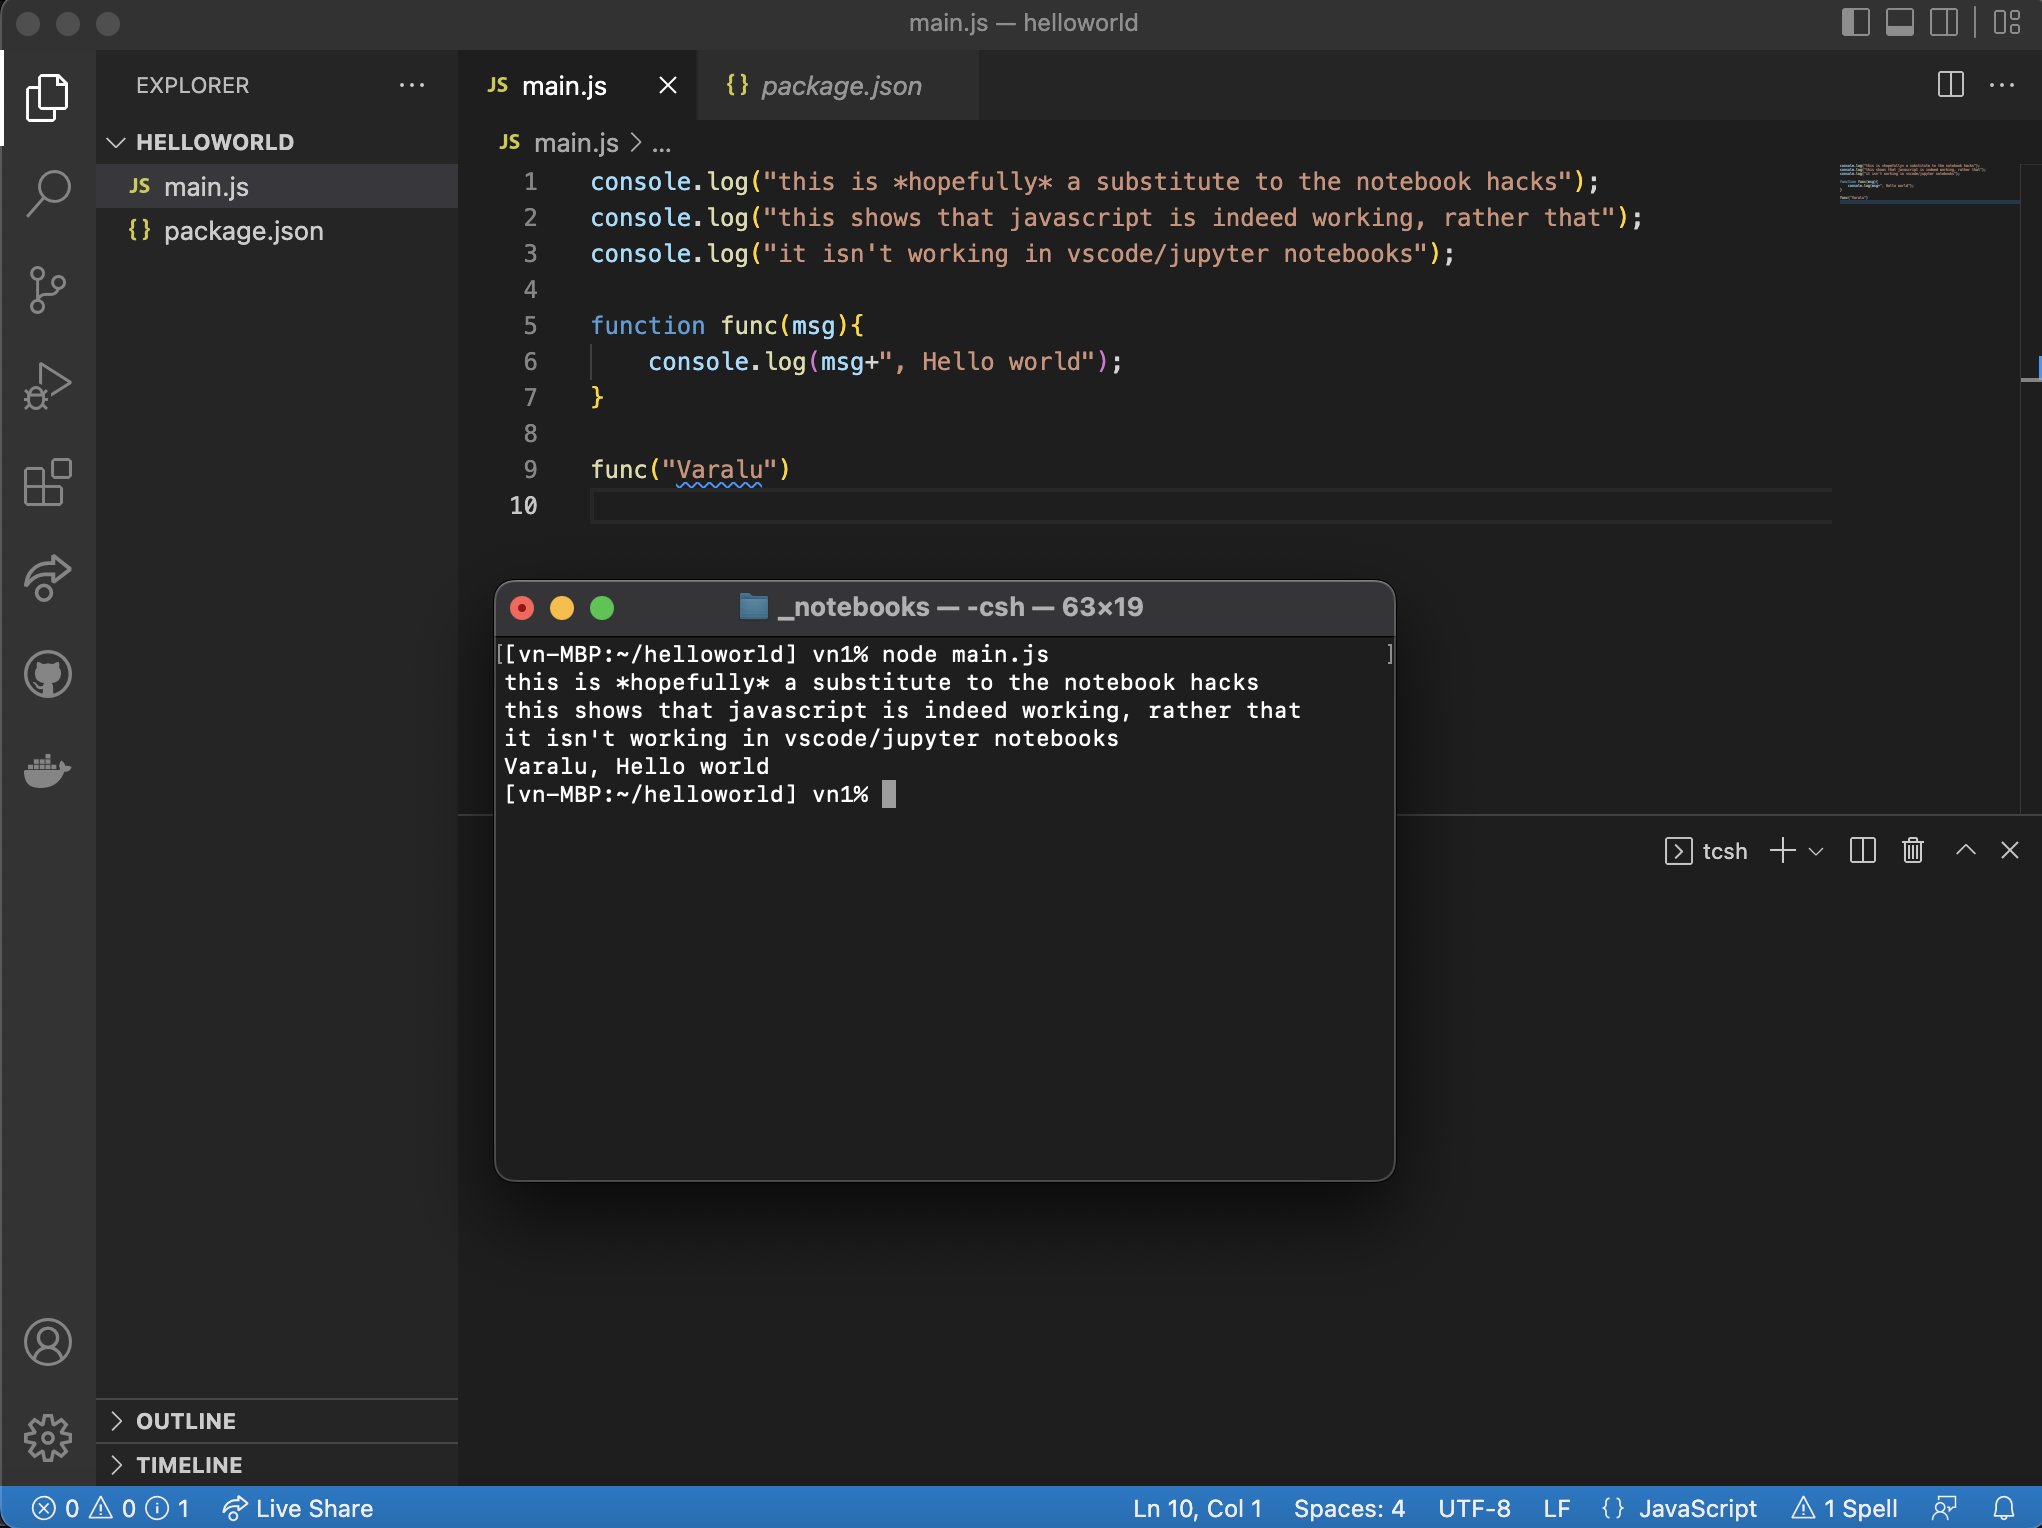 main.js — helloworld
EXPLORER
HELLOWORLD
JS main.js
{} package.json
JS main.js
{} package.json
JS main.js > ...
1 console.log("this is *hopefully* a substitute to the notebook hacks");
2 console.log("this shows that javascript is indeed working, rather that");
3 console.log("it isn't working in vscode/jupyter notebooks");
4
5 function func(msg){
6 console.log(msg+", Hello world");
7 }
8
9 func("Varalu")
10
_notebooks — -csh — 63×19
[[vn-MBP:~/helloworld] vn1% node main.js ]
this is *hopefully* a substitute to the notebook hacks
this shows that javascript is indeed working, rather that
it isn't working in vscode/jupyter notebooks
Varalu, Hello world
[vn-MBP:~/helloworld] vn1%
tcsh
OUTLINE
TIMELINE
0 0 1 Live Share Ln 10, Col 1 Spaces: 4 UTF-8 LF {} JavaScript 1 Spell